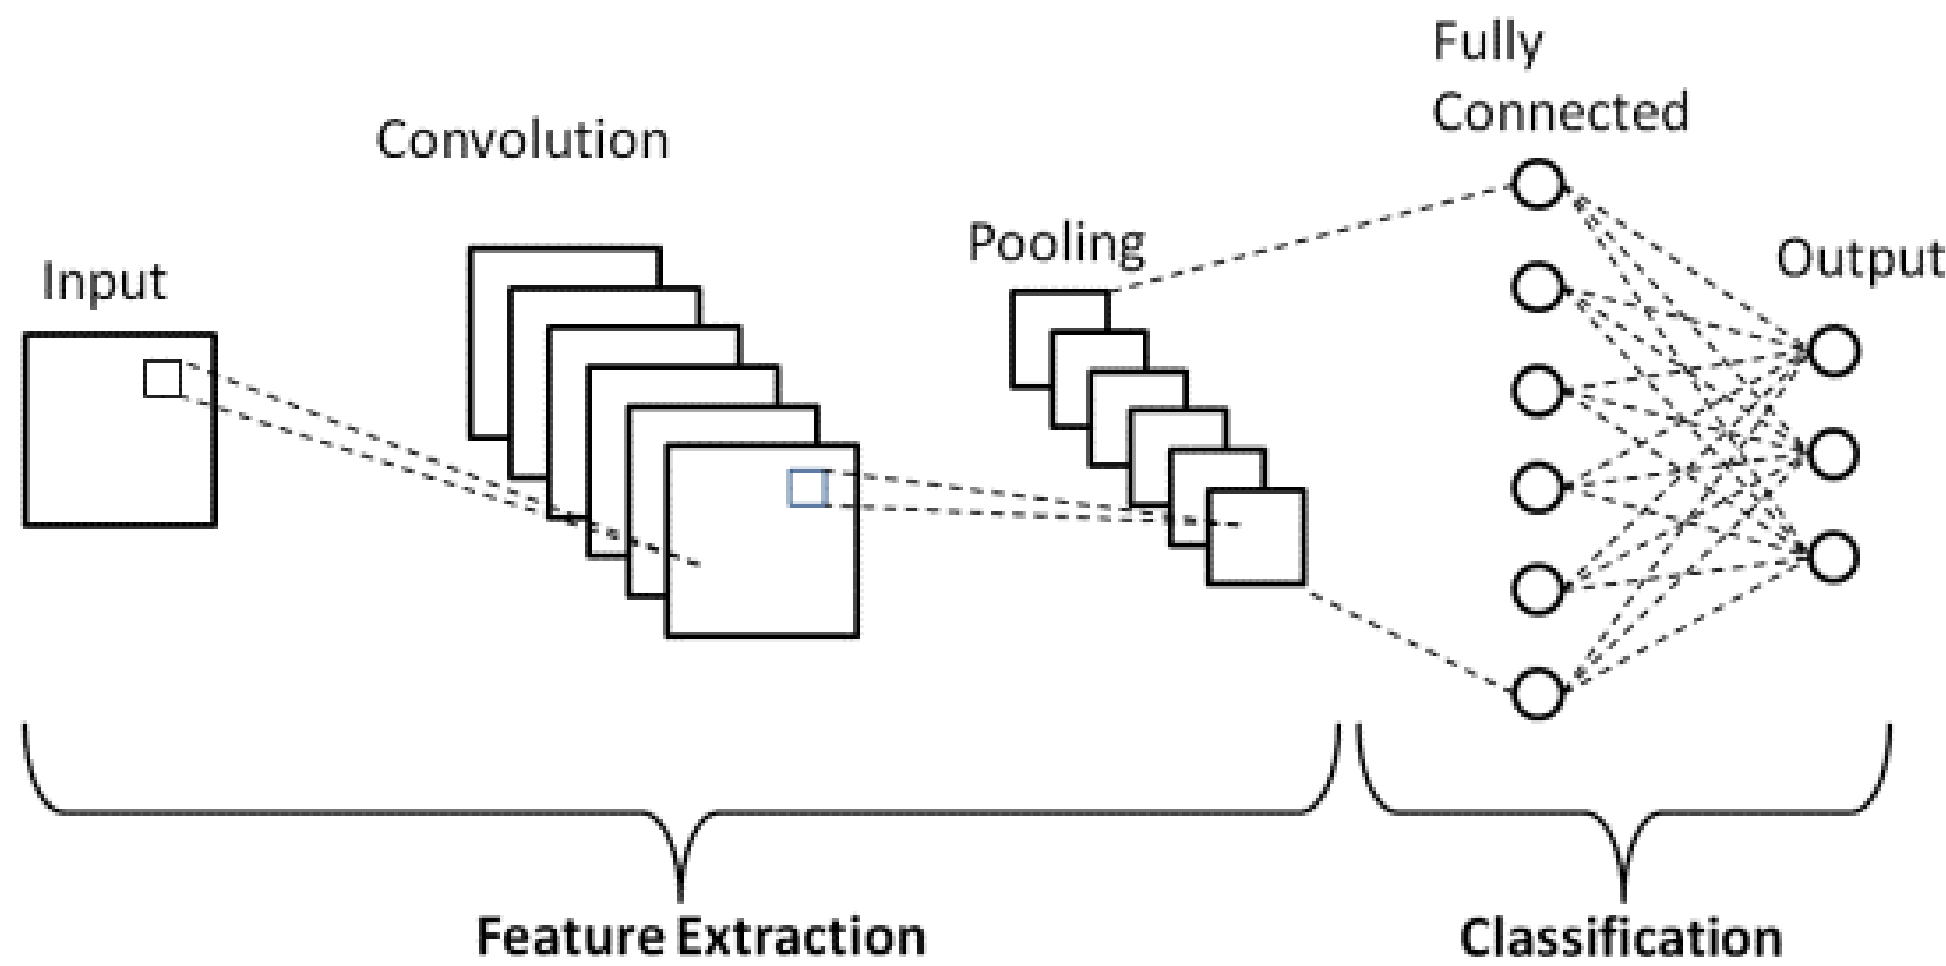 Input
Convolution
Pooling
Fully
Connected
Output
Feature Extraction
Classification